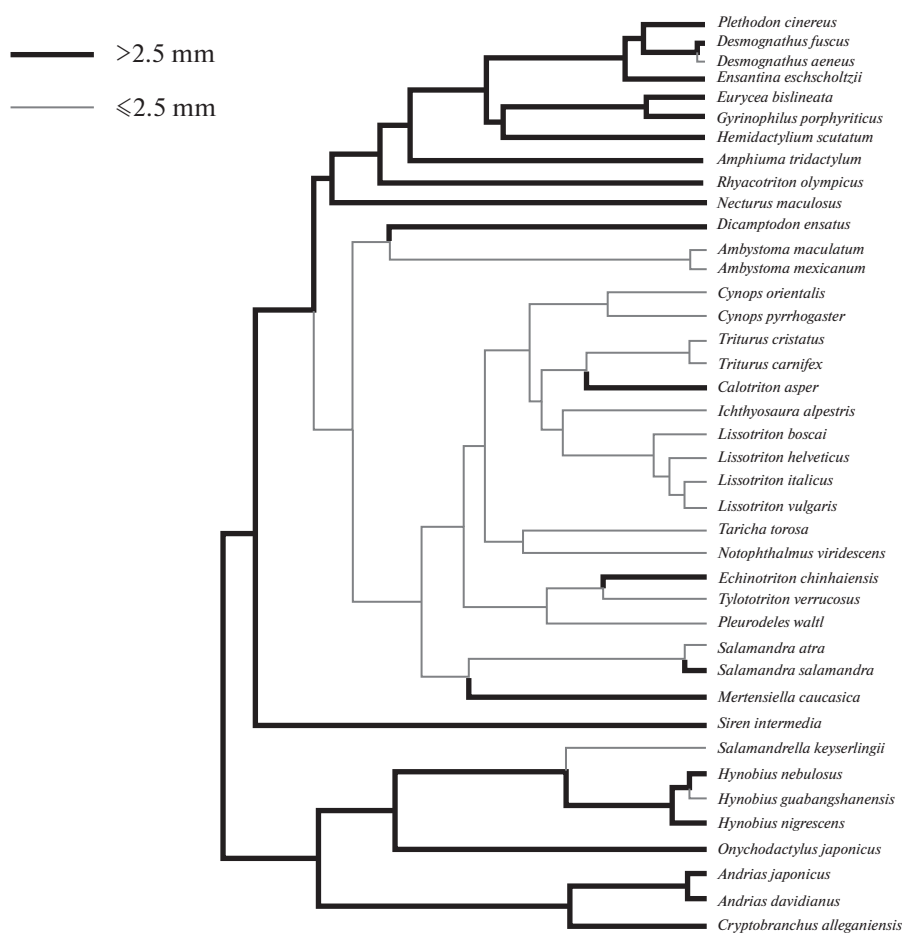 >2.5 mm
≤2.5 mm
Plethodon cinereus
Desmognathus fuscus
Desmognathus aeneus
Ensantina eschscholtzii
Eurycea bislineata
Gyrinophilus porphyriticus
Hemidactylium scutatum
Amphiuma tridactylum
Rhyacotriton olympicus
Necturus maculosus
Dicamptodon ensatus
Ambystoma maculatum
Ambystoma mexicanum
Cynops orientalis
Cynops pyrrhogaster
Triturus cristatus
Triturus carnifex
Calotriton asper
Ichthyosaura alpestris
Lissotriton boscai
Lissotriton helveticus
Lissotriton italicus
Lissotriton vulgaris
Taricha torosa
Notophthalmus viridescens
Echinotriton chinhaiensis
Tylototriton verrucosus
Pleurodeles waltl
Salamandra atra
Salamandra salamandra
Mertensiella caucasica
Siren intermedia
Salamandrella keyserlingii
Hynobius nebulosus
Hynobius guabangshanensis
Hynobius nigrescens
Onychodactylus japonicus
Andrias japonicus
Andrias davidianus
Cryptobranchus alleganiensis